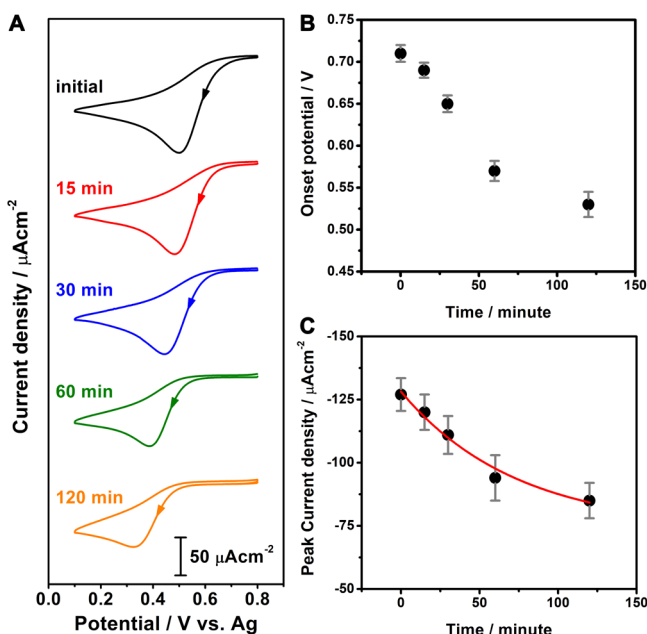 A
initial
15 min
30 min
60 min
120 min
50 μAcm-2
Current density / μAcm-2
0.0 0.2 0.4 0.6 0.8
Potential / V vs. Ag
B
0.75
0.70
0.65
0.60
0.55
0.50
0.45
Onset potential / V
0 50 100 150
Time / minute
C
-150
-125
-100
-75
-50
Peak Current density / μAcm-2
0 50 100 150
Time / minute